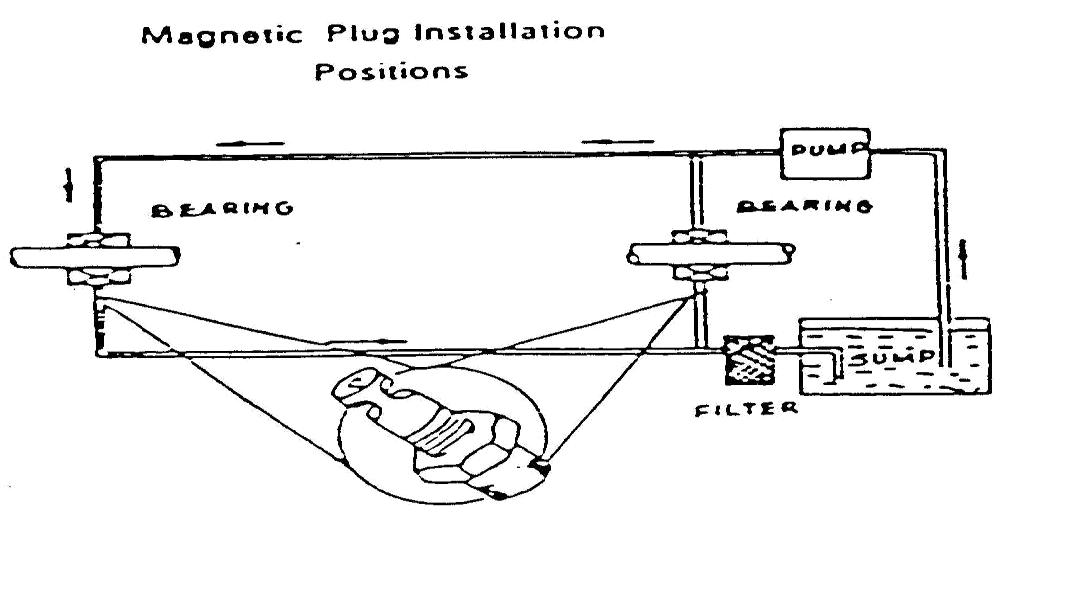 Magnetic Plug Installation
Positions
PUMP
BEARING
BEARING
SUMP
FILTER